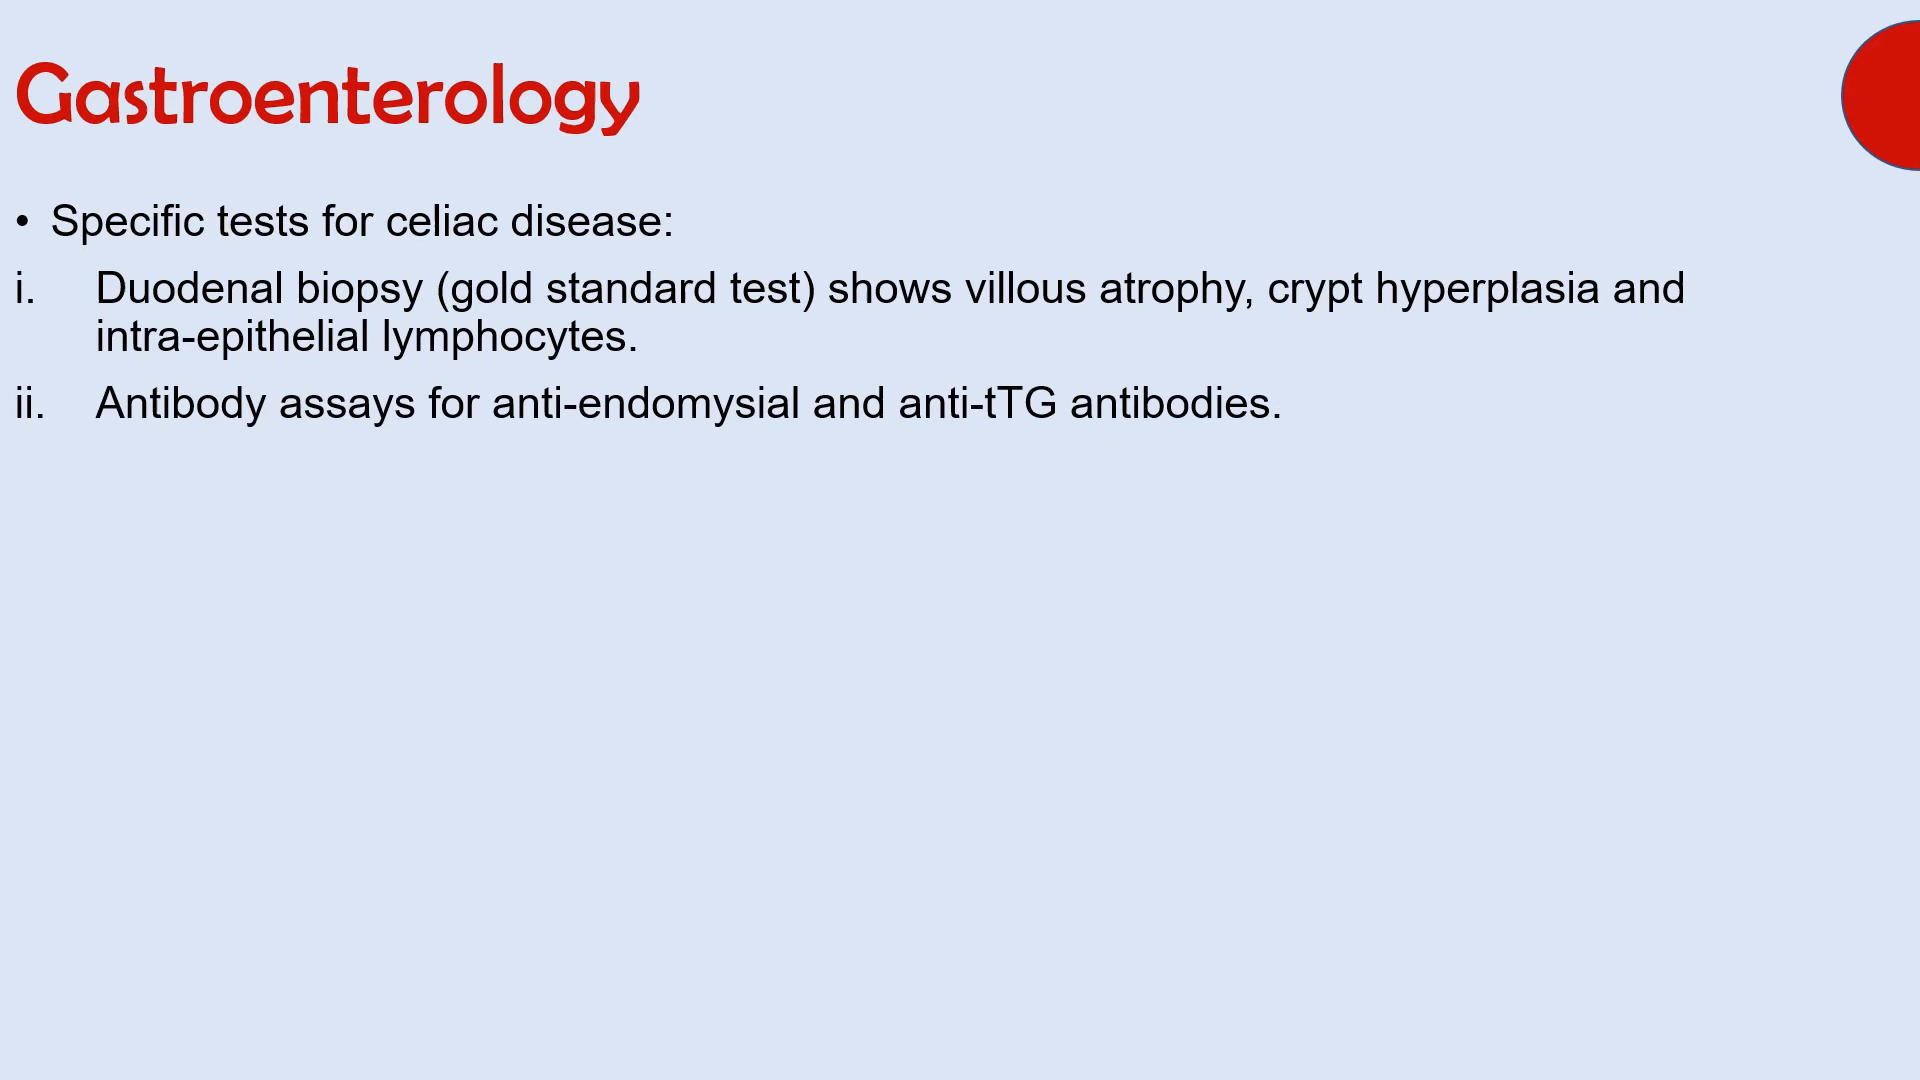 Gastroenterology
• Specific tests for celiac disease:
i. Duodenal biopsy (gold standard test) shows villous atrophy, crypt hyperplasia and
intra-epithelial lymphocytes.
ii. Antibody assays for anti-endomysial and anti-tTG antibodies.